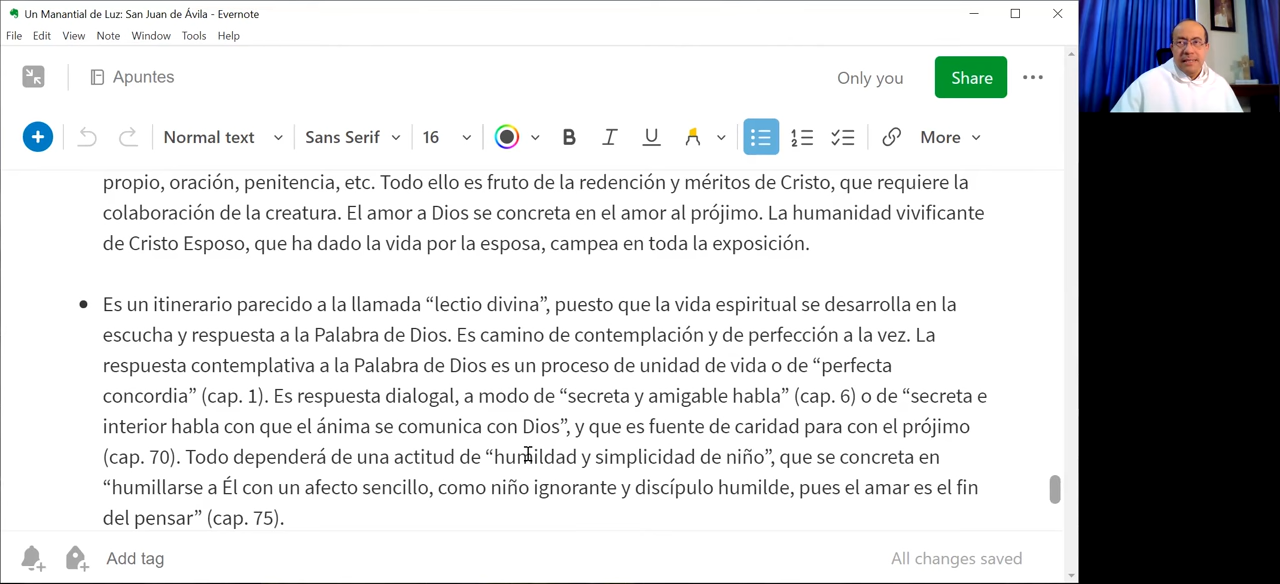 Un Manantial de Luz: San Juan de Ávila - Evernote
File Edit View Note Window Tools Help
Apuntes
Only you
Share
Normal text
Sans Serif
16
More
propio, oración, penitencia, etc. Todo ello es fruto de la redención y méritos de Cristo, que requiere la
colaboración de la creatura. El amor a Dios se concreta en el amor al prójimo. La humanidad vivificante
de Cristo Esposo, que ha dado la vida por la esposa, campea en toda la exposición.
Es un itinerario parecido a la llamada “lectio divina”, puesto que la vida espiritual se desarrolla en la
escucha y respuesta a la Palabra de Dios. Es camino de contemplación y de perfección a la vez. La
respuesta contemplativa a la Palabra de Dios es un proceso de unidad de vida o de “perfecta
concordia” (cap. 1). Es respuesta dialogal, a modo de “secreta y amigable habla” (cap. 6) o de “secreta e
interior habla con que el ánima se comunica con Dios”, y que es fuente de caridad para con el prójimo
(cap. 70). Todo dependerá de una actitud de “humildad y simplicidad de niño”, que se concreta en
“humillarse a Él con un afecto sencillo, como niño ignorante y discípulo humilde, pues el amar es el fin
del pensar” (cap. 75).
Add tag
All changes saved